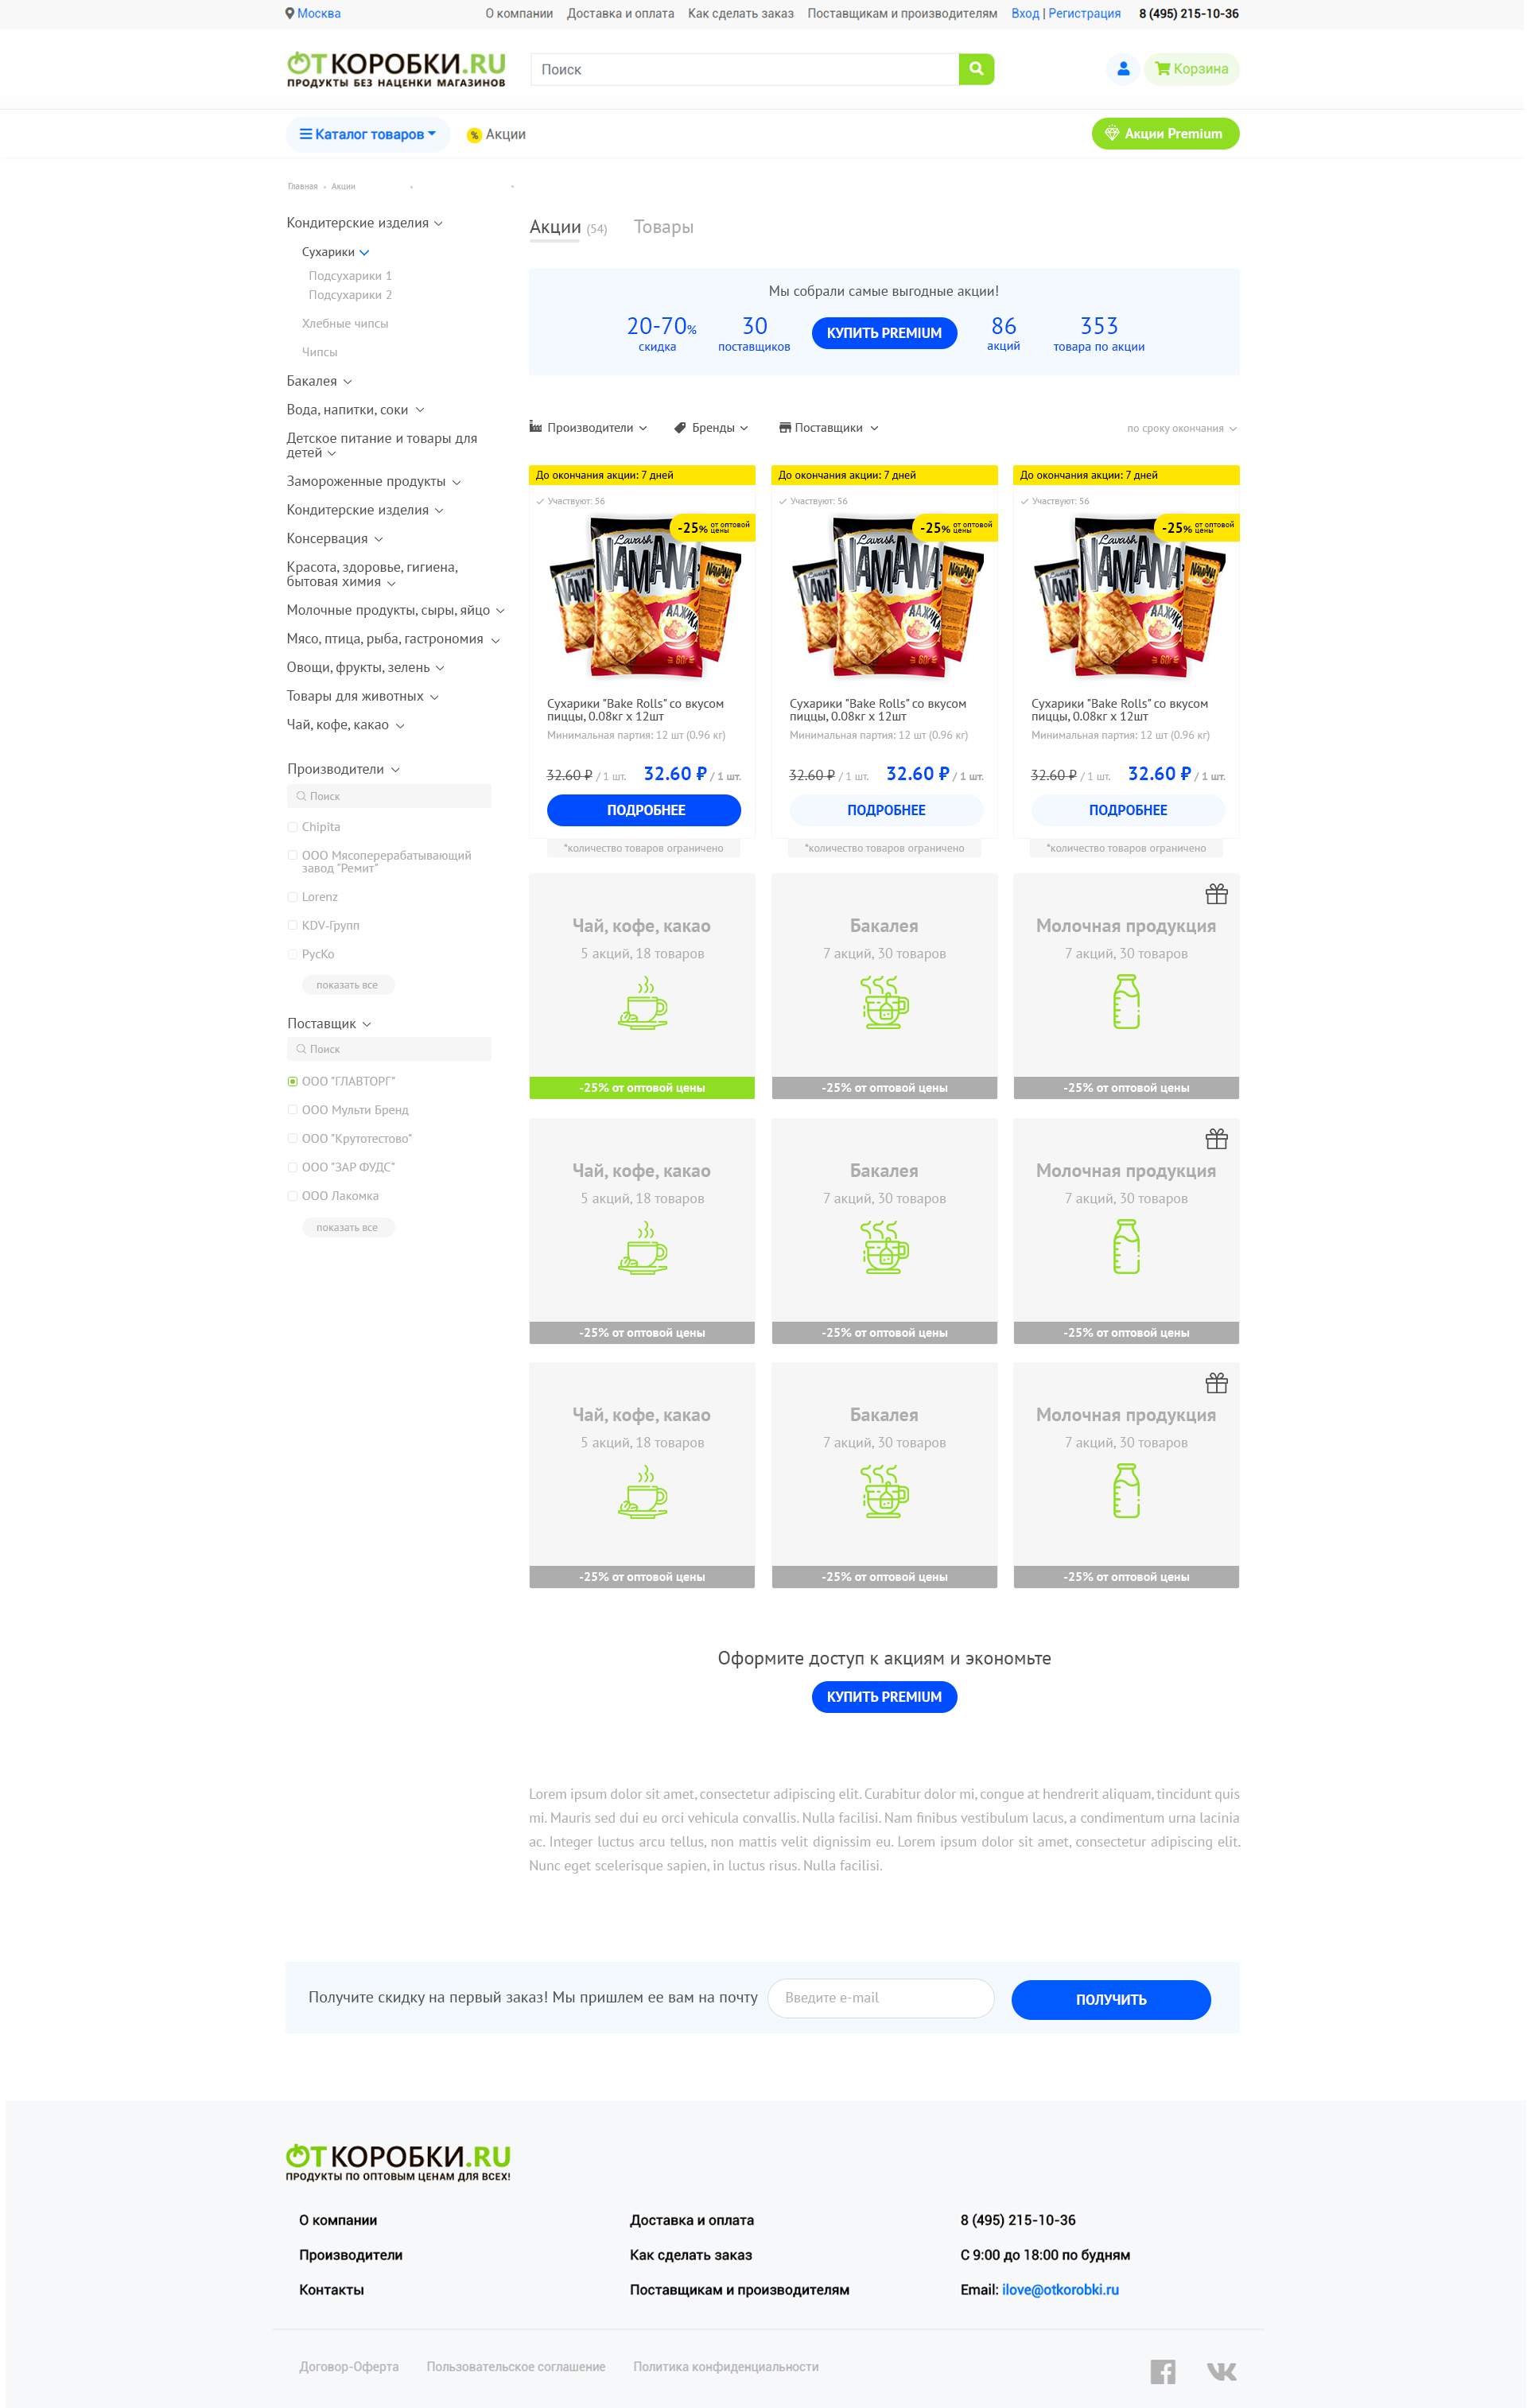 Москва
О компании Доставка и оплата Как сделать заказ Поставщикам и производителям Вход | Регистрация 8 (495) 215-10-36
ОТКОРОБКИ.RU
ПРОДУКТЫ БЕЗ НАЦЕНКИ МАГАЗИНОВ
Поиск
Корзина
Каталог товаров
% Акции
Акции Premium
Главная • Акции
Кондитерские изделия
Сухарики
Подсухарики 1
Подсухарики 2
Хлебные чипсы
Чипсы
Бакалея
Вода, напитки, соки
Детское питание и товары для
детей
Замороженные продукты
Кондитерские изделия
Консервация
Красота, здоровье, гигиена,
бытовая химия
Молочные продукты, сыры, яйцо
Мясо, птица, рыба, гастрономия
Овощи, фрукты, зелень
Товары для животных
Чай, кофе, какао
Производители
Поиск
Chipita
ООО Мясоперерабатывающий
завод "Ремит"
Lorenz
KDV-Групп
РусКо
показать все
Поставщик
Поиск
ООО "ГЛАВТОРГ"
ООО Мульти Бренд
ООО "Крутотестово"
ООО "ЗАР ФУДС"
ООО Лакомка
показать все
Акции (54) Товары
Мы собрали самые выгодные акции!
20-70%
скидка
30
поставщиков
КУПИТЬ PREMIUM
86
акций
353
товара по акции
Производители Бренды Поставщики по сроку окончания
До окончания акции: 7 дней
Участвуют: 56
-25% от оптовой
цены
Lavash
YAMANA
АДЖИКА
60г
Сухарики "Bake Rolls" со вкусом
пиццы, 0.08кг х 12шт
Минимальная партия: 12 шт (0.96 кг)
32.60 ₽ / 1 шт. 32.60 ₽ / 1 шт.
ПОДРОБНЕЕ
*количество товаров ограничено
До окончания акции: 7 дней
Участвуют: 56
-25% от оптовой
цены
Lavash
YAMANA
АДЖИКА
60г
Сухарики "Bake Rolls" со вкусом
пиццы, 0.08кг х 12шт
Минимальная партия: 12 шт (0.96 кг)
32.60 ₽ / 1 шт. 32.60 ₽ / 1 шт.
ПОДРОБНЕЕ
*количество товаров ограничено
До окончания акции: 7 дней
Участвуют: 56
-25% от оптовой
цены
Lavash
YAMANA
АДЖИКА
60г
Сухарики "Bake Rolls" со вкусом
пиццы, 0.08кг х 12шт
Минимальная партия: 12 шт (0.96 кг)
32.60 ₽ / 1 шт. 32.60 ₽ / 1 шт.
ПОДРОБНЕЕ
*количество товаров ограничено
Чай, кофе, какао
5 акций, 18 товаров
-25% от оптовой цены
Бакалея
7 акций, 30 товаров
-25% от оптовой цены
Молочная продукция
7 акций, 30 товаров
-25% от оптовой цены
Чай, кофе, какао
5 акций, 18 товаров
-25% от оптовой цены
Бакалея
7 акций, 30 товаров
-25% от оптовой цены
Молочная продукция
7 акций, 30 товаров
-25% от оптовой цены
Чай, кофе, какао
5 акций, 18 товаров
-25% от оптовой цены
Бакалея
7 акций, 30 товаров
-25% от оптовой цены
Молочная продукция
7 акций, 30 товаров
-25% от оптовой цены
Оформите доступ к акциям и экономьте
КУПИТЬ PREMIUM
Lorem ipsum dolor sit amet, consectetur adipiscing elit. Curabitur dolor mi, congue at hendrerit aliquam, tincidunt quis
mi. Mauris sed dui eu orci vehicula convallis. Nulla facilisi. Nam finibus vestibulum lacus, a condimentum urna lacinia
ac. Integer luctus arcu tellus, non mattis velit dignissim eu. Lorem ipsum dolor sit amet, consectetur adipiscing elit.
Nunc eget scelerisque sapien, in luctus risus. Nulla facilisi.
Получите скидку на первый заказ! Мы пришлем ее вам на почту
Введите e-mail
ПОЛУЧИТЬ
ОТКОРОБКИ.RU
ПРОДУКТЫ ПО ОПТОВЫМ ЦЕНАМ ДЛЯ ВСЕХ!
О компании
Производители
Контакты
Доставка и оплата
Как сделать заказ
Поставщикам и производителям
8 (495) 215-10-36
С 9:00 до 18:00 по будням
Email: ilove@otkorobki.ru
Договор-Оферта Пользовательское соглашение Политика конфиденциальности